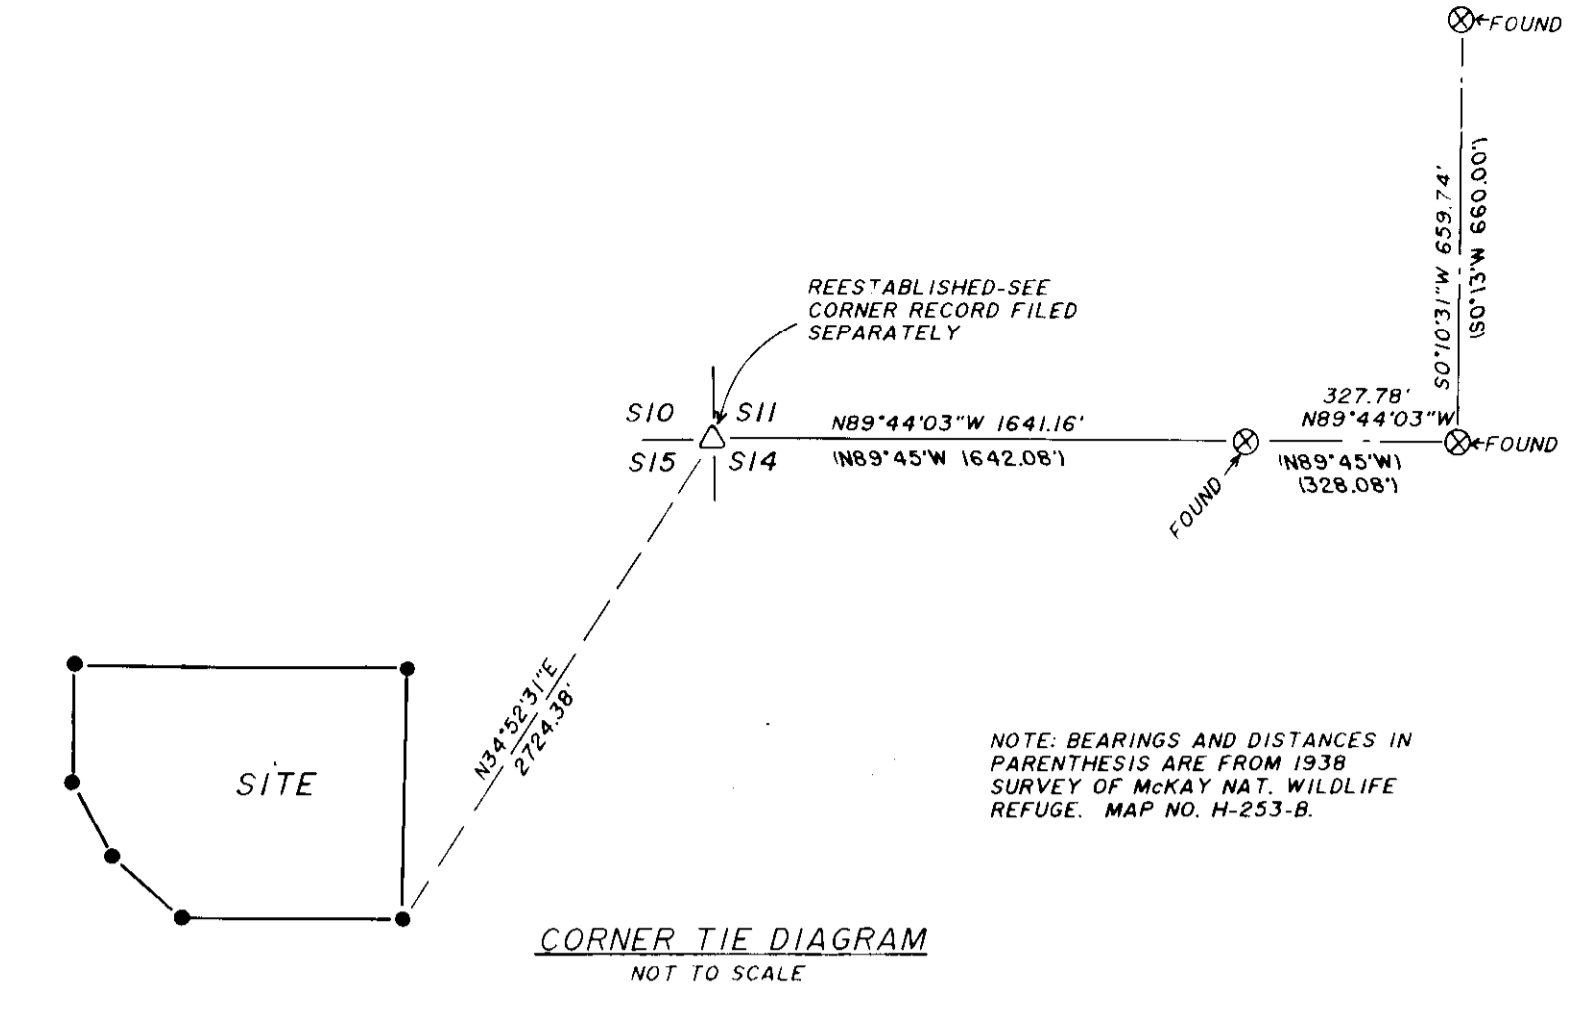 FOUND
S0°10'31"W 659.74'
(S0°13'W 660.00')
REESTABLISHED-SEE
CORNER RECORD FILED
SEPARATELY
S10 S11
S15 S14
N89°44'03"W 1641.16'
(N89°45'W 1642.08')
327.78'
N89°44'03"W
(N89°45'W)
(328.08')
FOUND
FOUND
N34°52'31"E
2724.38'
SITE
NOTE: BEARINGS AND DISTANCES IN
PARENTHESIS ARE FROM 1938
SURVEY OF McKAY NAT. WILDLIFE
REFUGE. MAP NO. H-253-B.
CORNER TIE DIAGRAM
NOT TO SCALE